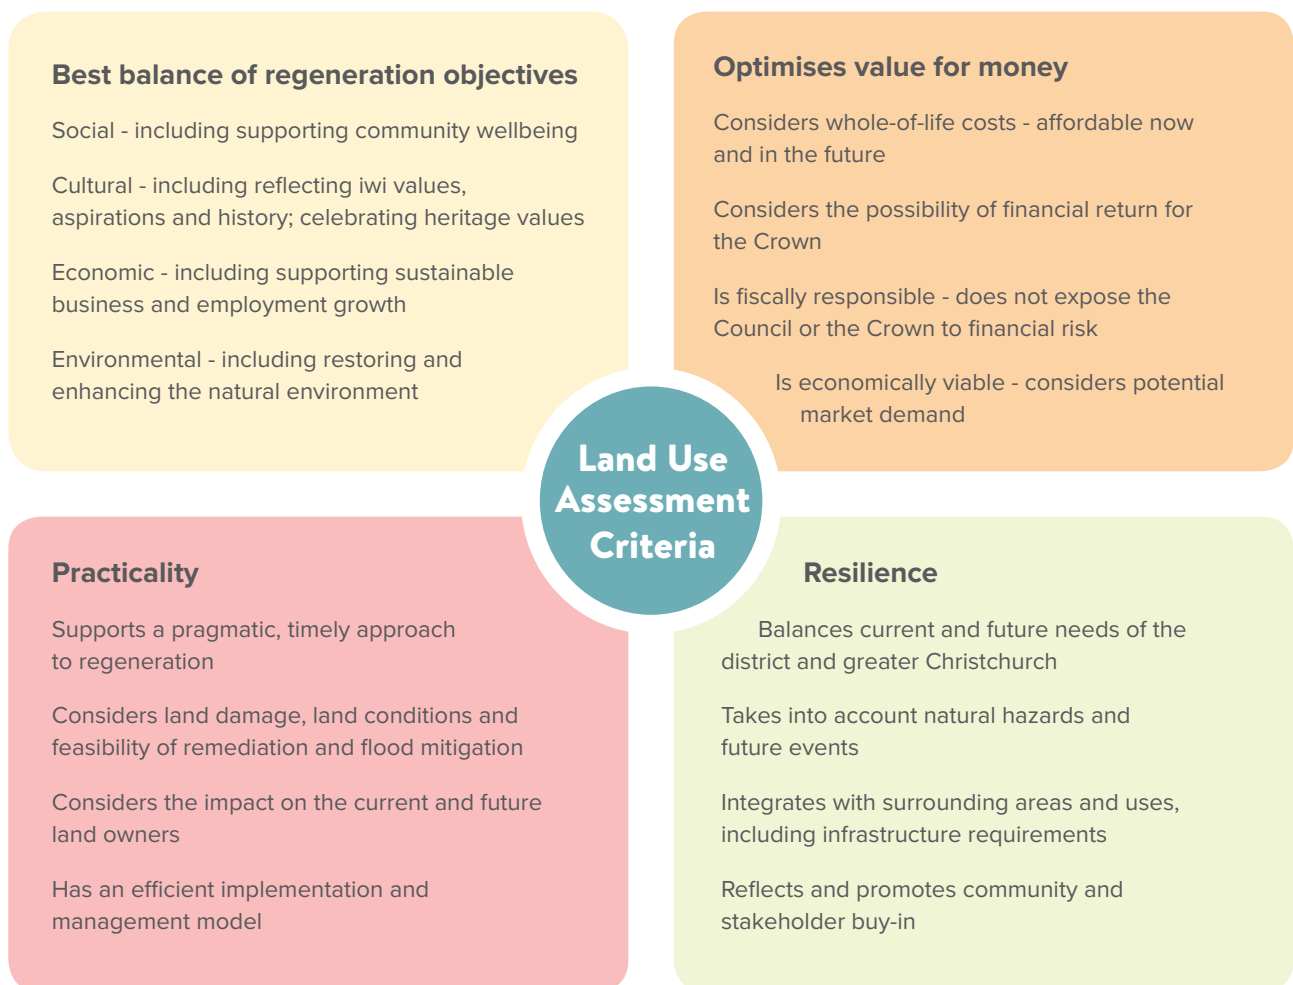 Best balance of regeneration objectives
Social - including supporting community wellbeing
Cultural - including reflecting iwi values,
aspirations and history; celebrating heritage values
Economic - including supporting sustainable
business and employment growth
Environmental - including restoring and
enhancing the natural environment
Optimises value for money
Considers whole-of-life costs - affordable now
and in the future
Considers the possibility of financial return for
the Crown
Is fiscally responsible - does not expose the
Council or the Crown to financial risk
Is economically viable - considers potential
market demand
Land Use
Assessment
Criteria
Practicality
Supports a pragmatic, timely approach
to regeneration
Considers land damage, land conditions and
feasibility of remediation and flood mitigation
Considers the impact on the current and future
land owners
Has an efficient implementation and
management model
Resilience
Balances current and future needs of the
district and greater Christchurch
Takes into account natural hazards and
future events
Integrates with surrounding areas and uses,
including infrastructure requirements
Reflects and promotes community and
stakeholder buy-in